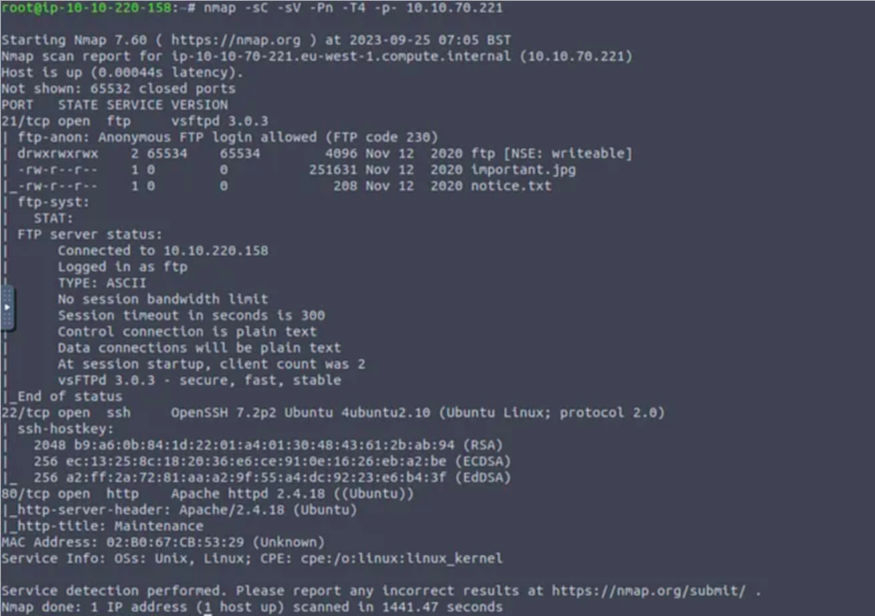 root@ip-10-10-220-158:~# nmap -sC -sV -Pn -T4 -p- 10.10.70.221
Starting Nmap 7.60 ( https://nmap.org ) at 2023-09-25 07:05 BST
Nmap scan report for ip-10-10-70-221.eu-west-1.compute.internal (10.10.70.221)
Host is up (0.00044s latency).
Not shown: 65532 closed ports
PORT   STATE SERVICE VERSION
21/tcp open  ftp     vsftpd 3.0.3
| ftp-anon: Anonymous FTP login allowed (FTP code 230)
| drwxrwxrwx    2 65534    65534        4096 Nov 12  2020 ftp [NSE: writeable]
| -rw-r--r--    1 0        0          251631 Nov 12  2020 important.jpg
|_-rw-r--r--    1 0        0             208 Nov 12  2020 notice.txt
| ftp-syst:
|   STAT:
| FTP server status:
|      Connected to 10.10.220.158
|      Logged in as ftp
|      TYPE: ASCII
|      No session bandwidth limit
|      Session timeout in seconds is 300
|      Control connection is plain text
|      Data connections will be plain text
|      At session startup, client count was 2
|      vsFTPd 3.0.3 - secure, fast, stable
|_End of status
22/tcp open  ssh     OpenSSH 7.2p2 Ubuntu 4ubuntu2.10 (Ubuntu Linux; protocol 2.0)
| ssh-hostkey:
|   2048 b9:a6:0b:84:1d:22:01:a4:01:30:48:43:61:2b:ab:94 (RSA)
|   256 ec:13:25:8c:18:20:36:e6:ce:91:0e:16:26:eb:a2:be (ECDSA)
|_  256 a2:ff:2a:72:81:aa:a2:9f:55:a4:dc:92:23:e6:b4:3f (EdDSA)
80/tcp open  http    Apache httpd 2.4.18 ((Ubuntu))
|_http-server-header: Apache/2.4.18 (Ubuntu)
|_http-title: Maintenance
MAC Address: 02:B0:67:CB:53:29 (Unknown)
Service Info: OSs: Unix, Linux; CPE: cpe:/o:linux:linux_kernel
Service detection performed. Please report any incorrect results at https://nmap.org/submit/ .
Nmap done: 1 IP address (1 host up) scanned in 1441.47 seconds